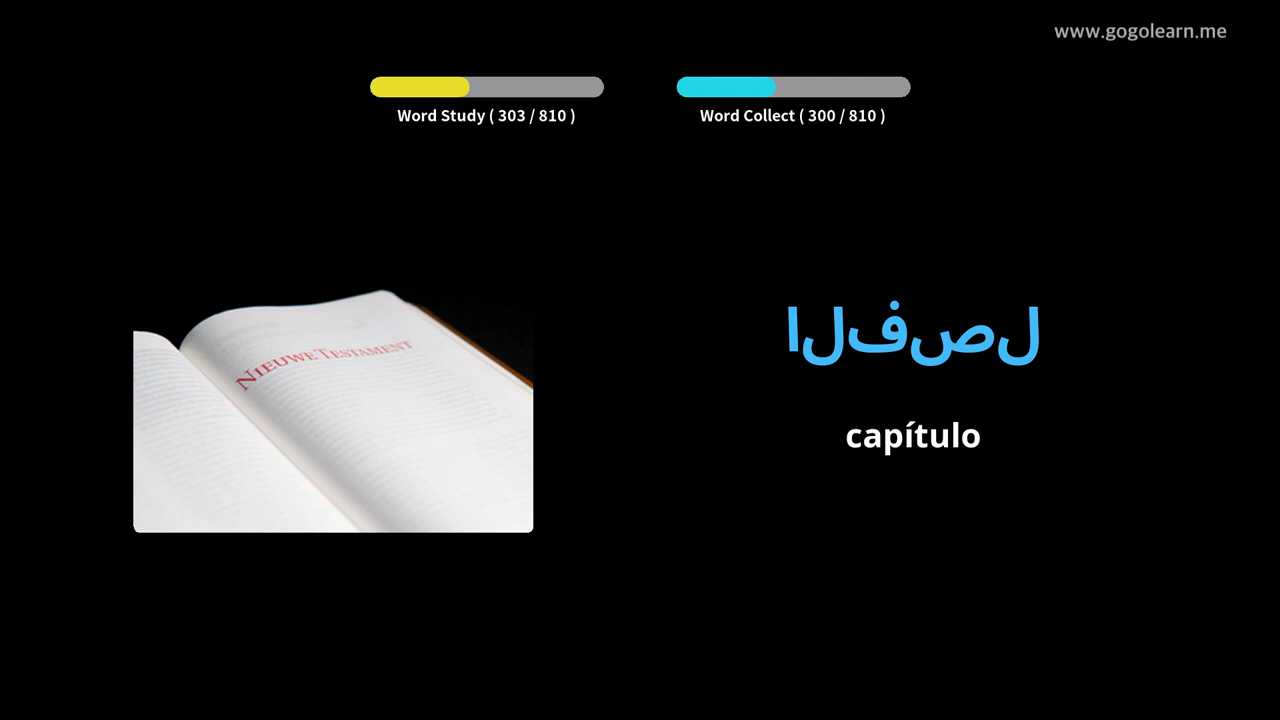 www.gogolearn.me
Word Study ( 303 / 810 )
Word Collect ( 300 / 810 )
NIEUWE TESTAMENT
الفصل
capítulo